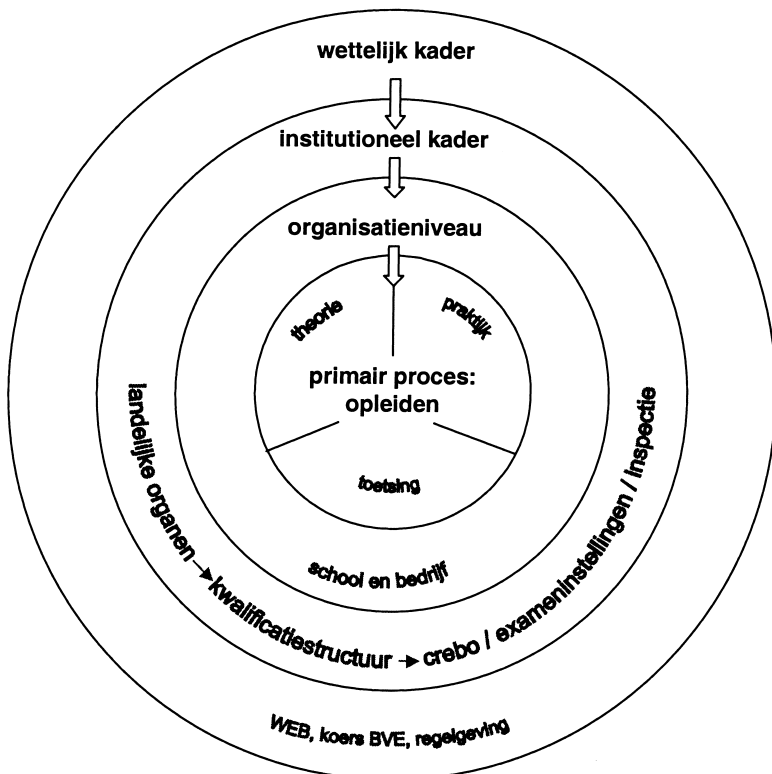 wettelijk kader
institutioneel kader
organisatieniveau
theorie
praktijk
primair proces:
opleiden
toetsing
school en bedrijf
landelijke organen → kwalificatiestructuur → crebo / exameninstellingen / inspectie
WEB, koers BVE, regelgeving